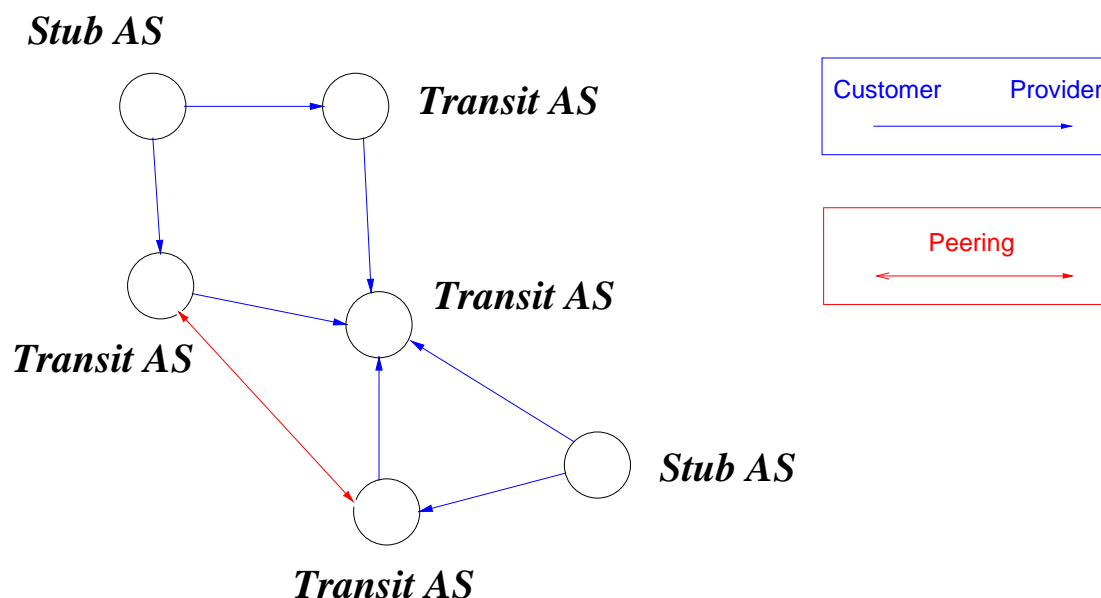 Stub AS
Transit AS
Customer Provider
Peering
Transit AS
Transit AS
Stub AS
Transit AS